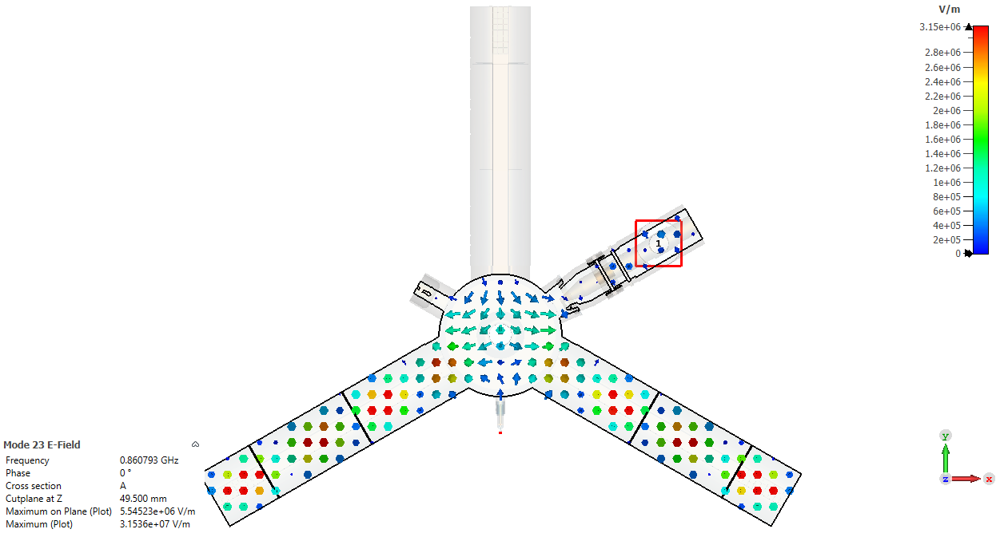 V/m
3.15e+06
2.8e+06
2.6e+06
2.4e+06
2.2e+06
2e+06
1.8e+06
1.6e+06
1.4e+06
1.2e+06
1e+06
8e+05
6e+05
4e+05
2e+05
0
1
Mode 23 E-Field
Frequency 0.860793 GHz
Phase 0 °
Cross section A
Cutplane at Z 49.500 mm
Maximum on Plane (Plot) 5.54523e+06 V/m
Maximum (Plot) 3.1536e+07 V/m
y
z x